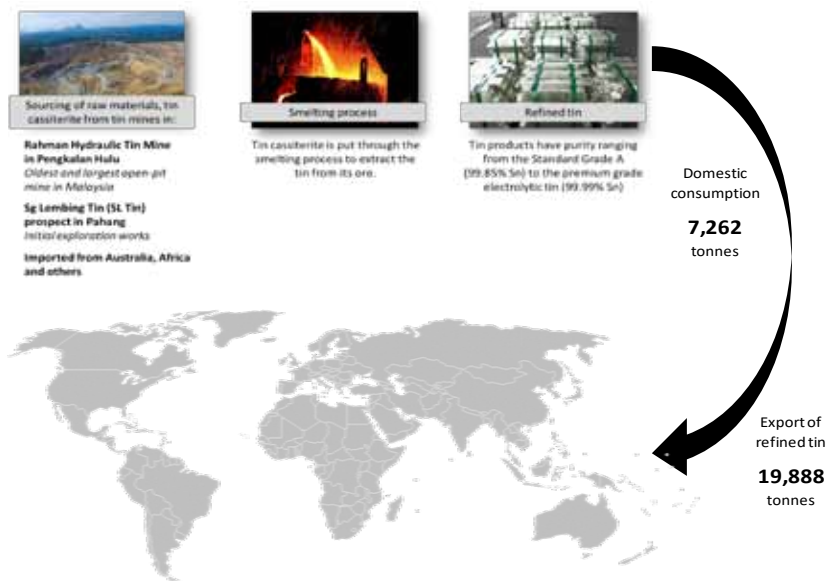 Sourcing of raw materials, tin
cassiterite from tin mines in:
Rahman Hydraulic Tin Mine
in Pengkalan Hulu
Oldest and largest open-pit
mine in Malaysia
Sg Lembing Tin (SL Tin)
prospect in Pahang
Initial exploration works
Imported from Australia, Africa
and others
Smelting process
Tin cassiterite is put through the
smelting process to extract the
tin from its ore.
Refined tin
Tin products have purity ranging
from the Standard Grade A
(99.85% Sn) to the premium grade
electrolytic tin (99.99% Sn)
Domestic
consumption
7,262
tonnes
Export of
refined tin
19,888
tonnes